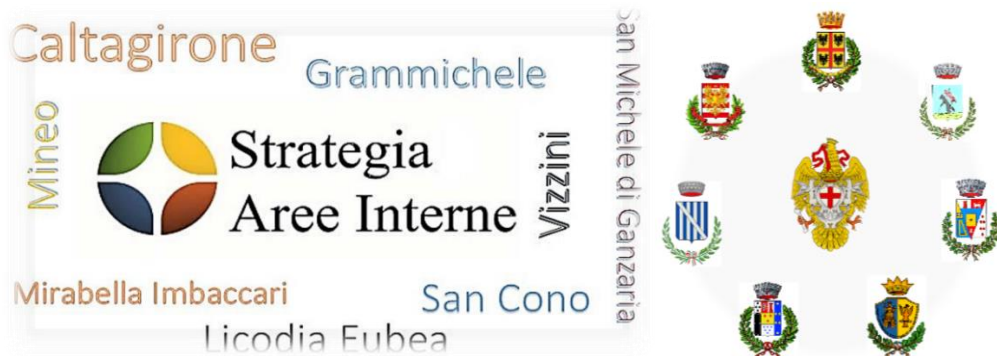 Caltagirone
Grammichele
San Michele di Ganzaria
Mineo
Strategia
Aree Interne
Vizzini
Mirabella Imbaccari
San Cono
Licodia Eubea